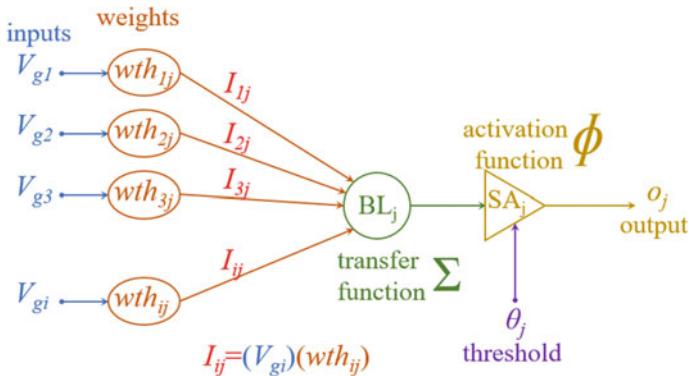 inputs
weights
V_g1
wth_1j
I_1j
V_g2
wth_2j
I_2j
V_g3
wth_3j
I_3j
V_gi
wth_ij
I_ij
BL_j
transfer
function Σ
activation
function ϕ
SA_j
o_j
output
θ_j
threshold
I_ij=(V_gi)(wth_ij)